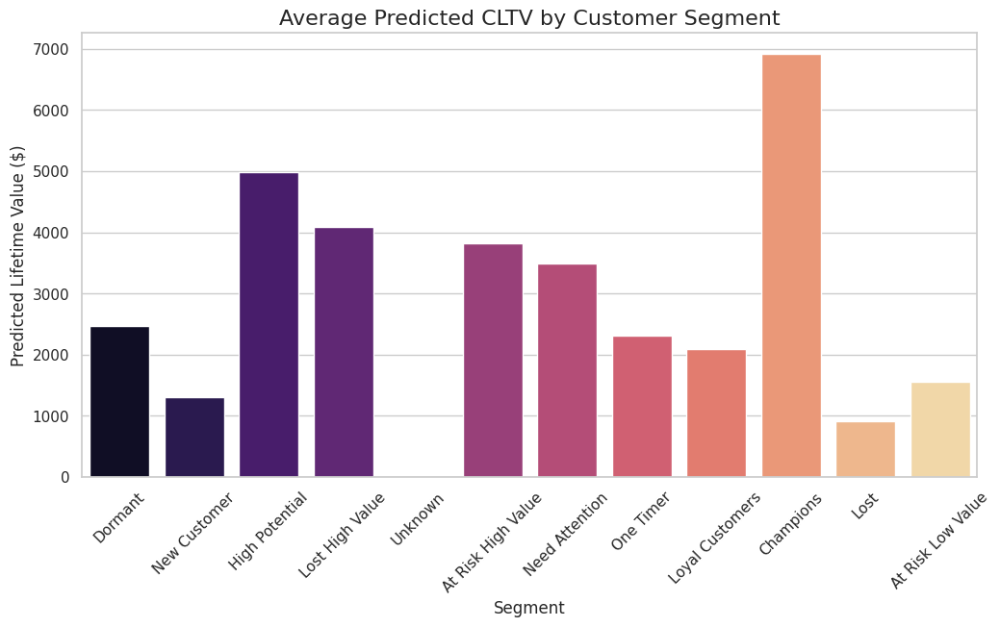 Average Predicted CLTV by Customer Segment
Predicted Lifetime Value ($)
7000
6000
5000
4000
3000
2000
1000
0
Dormant
New Customer
High Potential
Lost High Value
Unknown
At Risk High Value
Need Attention
One Timer
Loyal Customers
Champions
Lost
At Risk Low Value
Segment